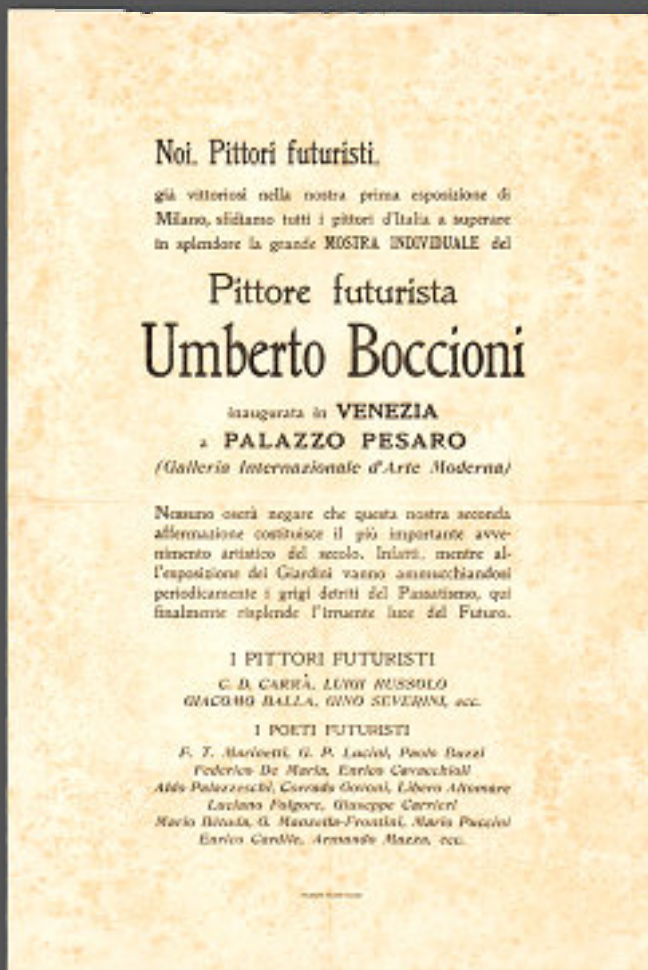 Noi, Pittori futuristi,
già vittoriosi nella nostra prima esposizione di
Milano, sfidiamo tutti i pittori d'Italia a superare
in splendore la grande MOSTRA INDIVIDUALE del
Pittore futurista
Umberto Boccioni
inaugurata in VENEZIA
a PALAZZO PESARO
(Galleria Internazionale d'Arte Moderna)
Nessuno oserà negare che questa nostra seconda
affermazione costituisce il più importante avve-
nimento artistico del secolo. Infatti, mentre al-
l'esposizione dei Giardini vanno ammucchiandosi
periodicamente i grigi detriti del Passatismo, qui
finalmente risplende l'irruente luce del Futuro.
I PITTORI FUTURISTI
C. D. CARRÀ, LUIGI RUSSOLO
GIACOMO BALLA, GINO SEVERINI, ecc.
I POETI FUTURISTI
F. T. Marinetti, G. P. Lucini, Paolo Buzzi
Federico De Maria, Enrico Cavacchioli
Aldo Palazzeschi, Corrado Govoni, Libero Altomare
Luciano Folgore, Giuseppe Carrieri
Mario Bètuda, G. Manzella-Frontini, Mario Puccini
Enrico Cardile, Armando Mazza, ecc.